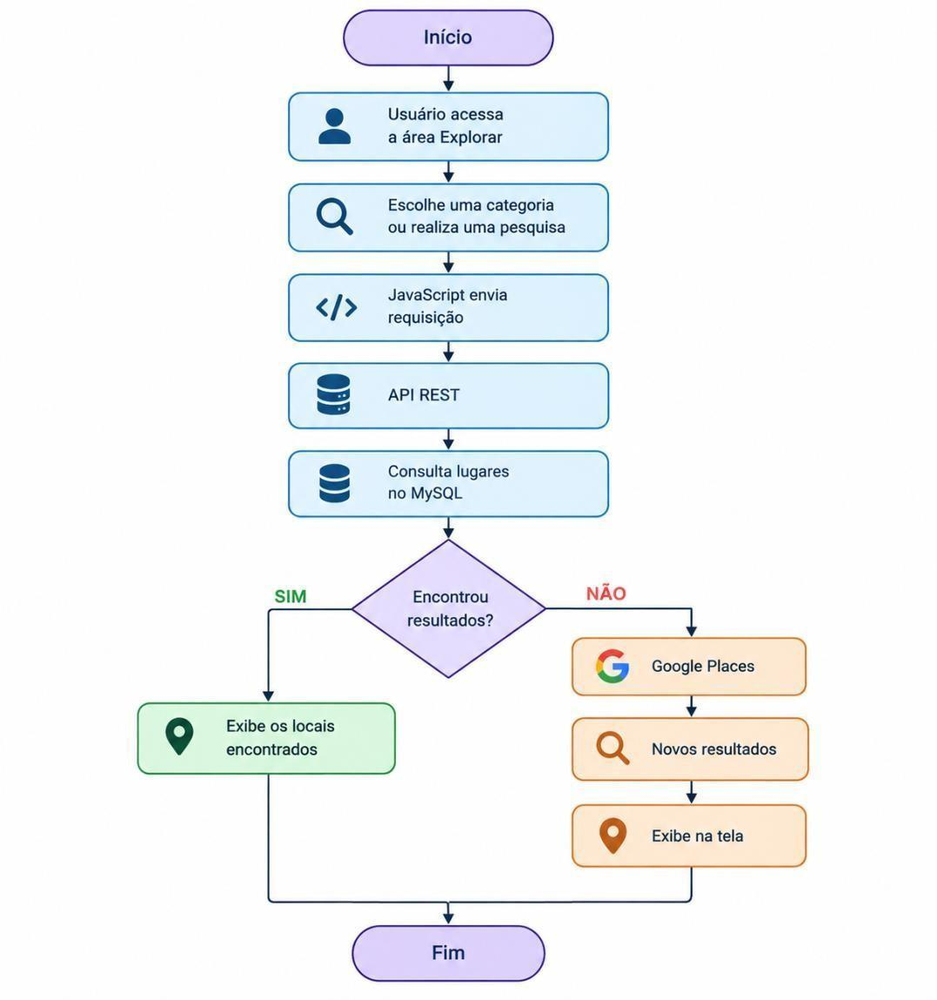 Início
Usuário acessa
a área Explorar
Escolhe uma categoria
ou realiza uma pesquisa
JavaScript envia
requisição
API REST
Consulta lugares
no MySQL
Encontrou
resultados?
SIM
NÃO
Exibe os locais
encontrados
Google Places
Novos resultados
Exibe na tela
Fim